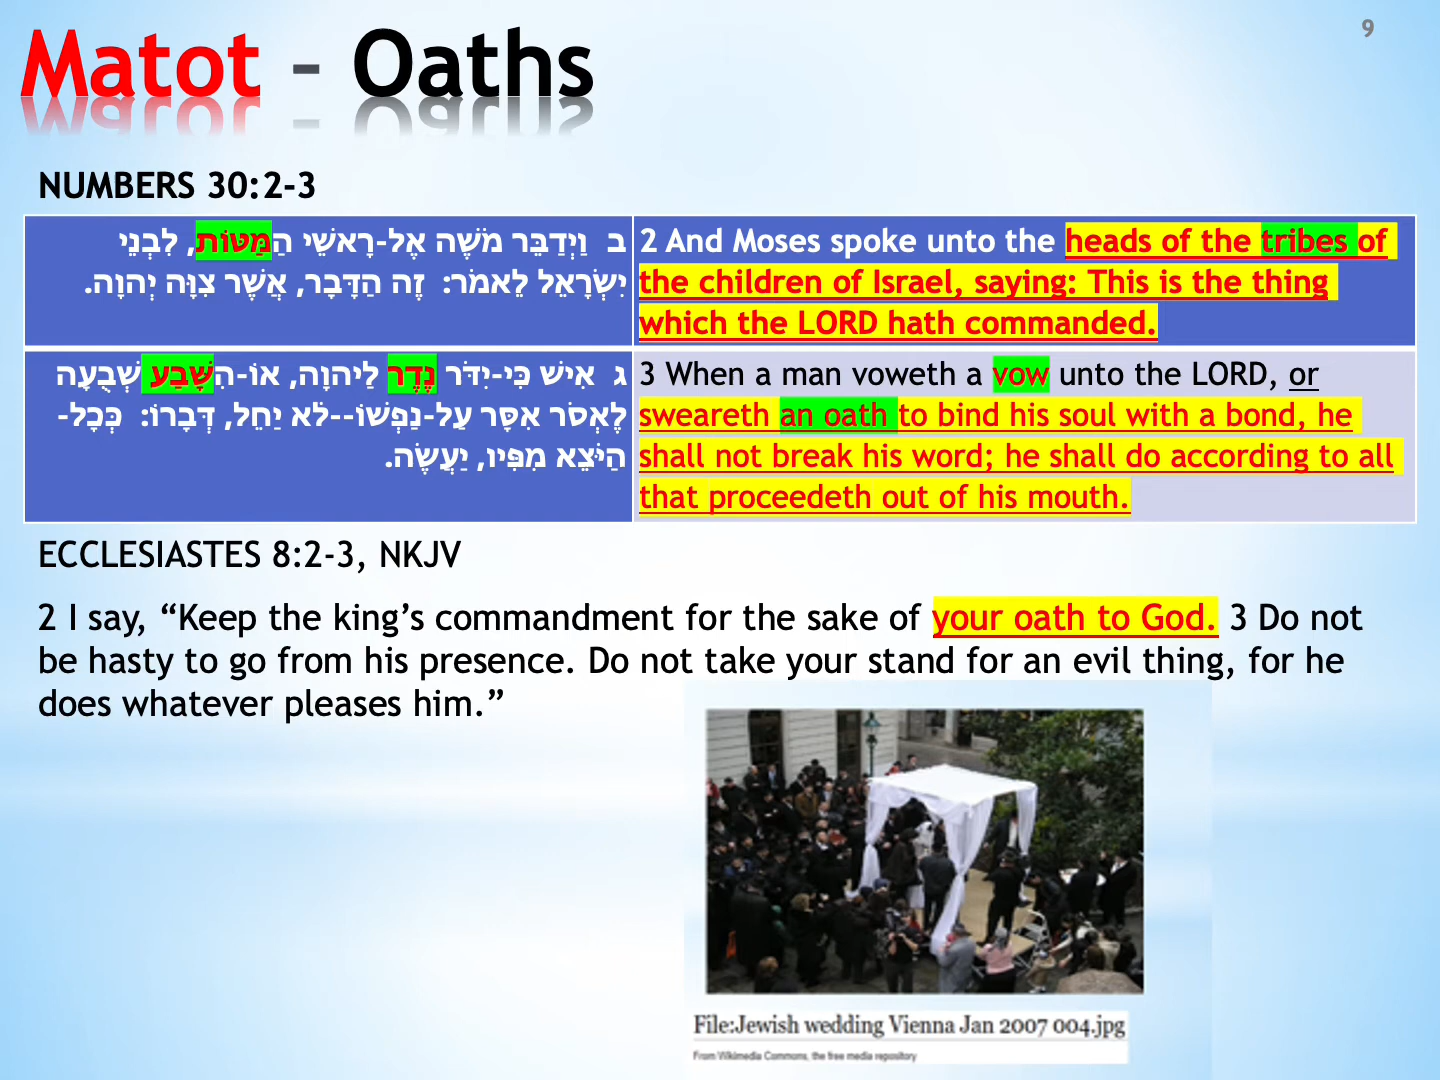 9
Matot – Oaths
NUMBERS 30:2-3
ב  וַיְדַבֵּר מֹשֶׁה אֶל-רָאשֵׁי הַמַּטּוֹת, לִבְנֵי
יִשְׂרָאֵל לֵאמֹר:  זֶה הַדָּבָר, אֲשֶׁר צִוָּה יְהוָה.
2 And Moses spoke unto the heads of the tribes of
the children of Israel, saying: This is the thing
which the LORD hath commanded.
ג  אִישׁ כִּי-יִדֹּר נֶדֶר לַיהוָה, אוֹ-הִשָּׁבַע שְׁבֻעָה
לֶאְסֹר אִסָּר עַל-נַפְשׁוֹ--לֹא יַחֵל, דְּבָרוֹ:  כְּכָל-
הַיֹּצֵא מִפִּיו, יַעֲשֶׂה.
3 When a man voweth a vow unto the LORD, or
sweareth an oath to bind his soul with a bond, he
shall not break his word; he shall do according to all
that proceedeth out of his mouth.
ECCLESIASTES 8:2-3, NKJV
2 I say, “Keep the king’s commandment for the sake of your oath to God. 3 Do not
be hasty to go from his presence. Do not take your stand for an evil thing, for he
does whatever pleases him.”
File:Jewish wedding Vienna Jan 2007 004.jpg
From Wikimedia Commons, the free media repository